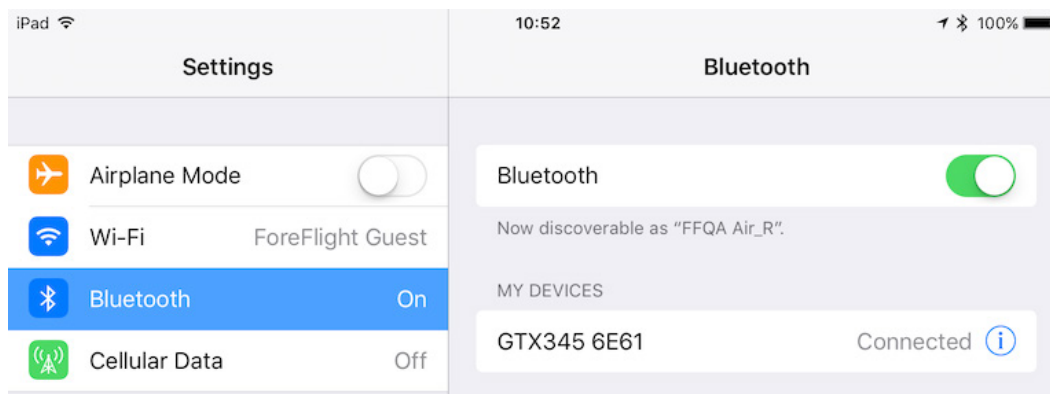 iPad 10:52 100%
Settings
Bluetooth
Airplane Mode
Wi-Fi ForeFlight Guest
Bluetooth On
Cellular Data Off
Bluetooth
Now discoverable as “FFQA Air_R”.
MY DEVICES
GTX345 6E61 Connected